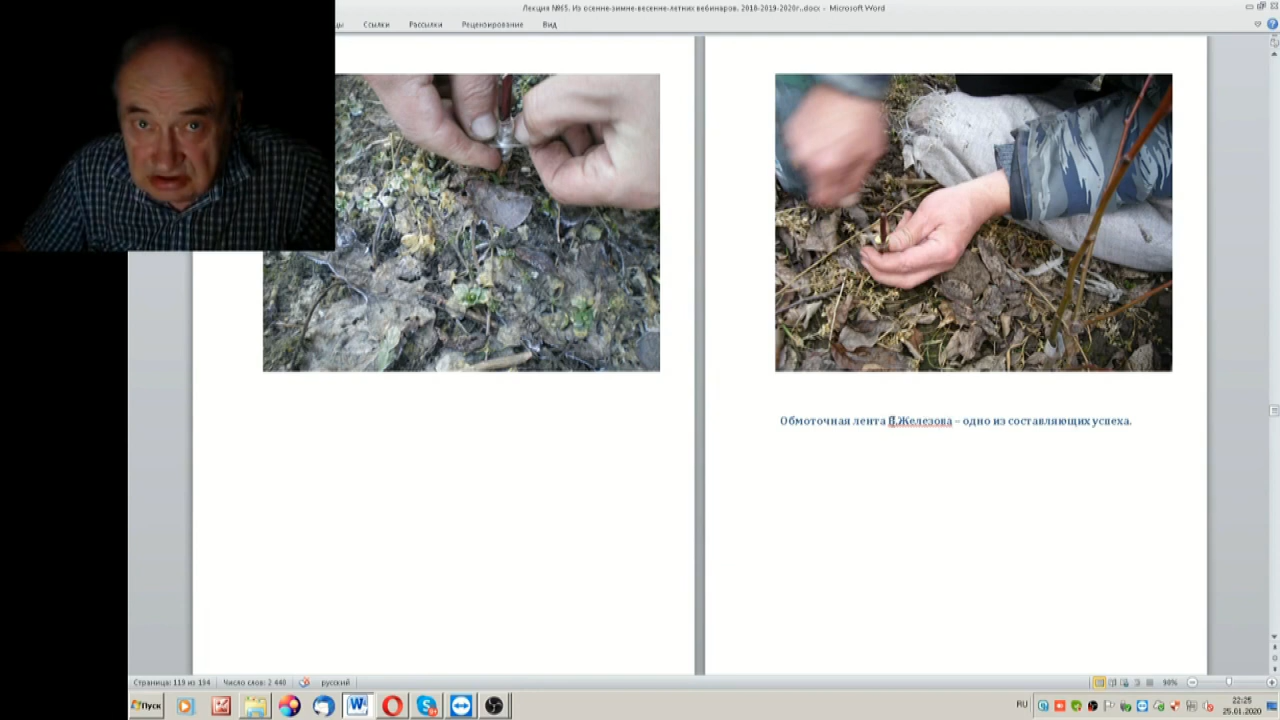 Лекция №65. Из осенне-зимне-весенне-летних вебинаров. 2018-2019-2020г..docx - Microsoft Word
Ссылки Рассылки Рецензирование Вид
Обмоточная лента В.Железова – одно из составляющих успеха.
Страница: 119 из 194 Число слов: 2 440 русский 90%
Пуск RU 22:25
25.01.2020